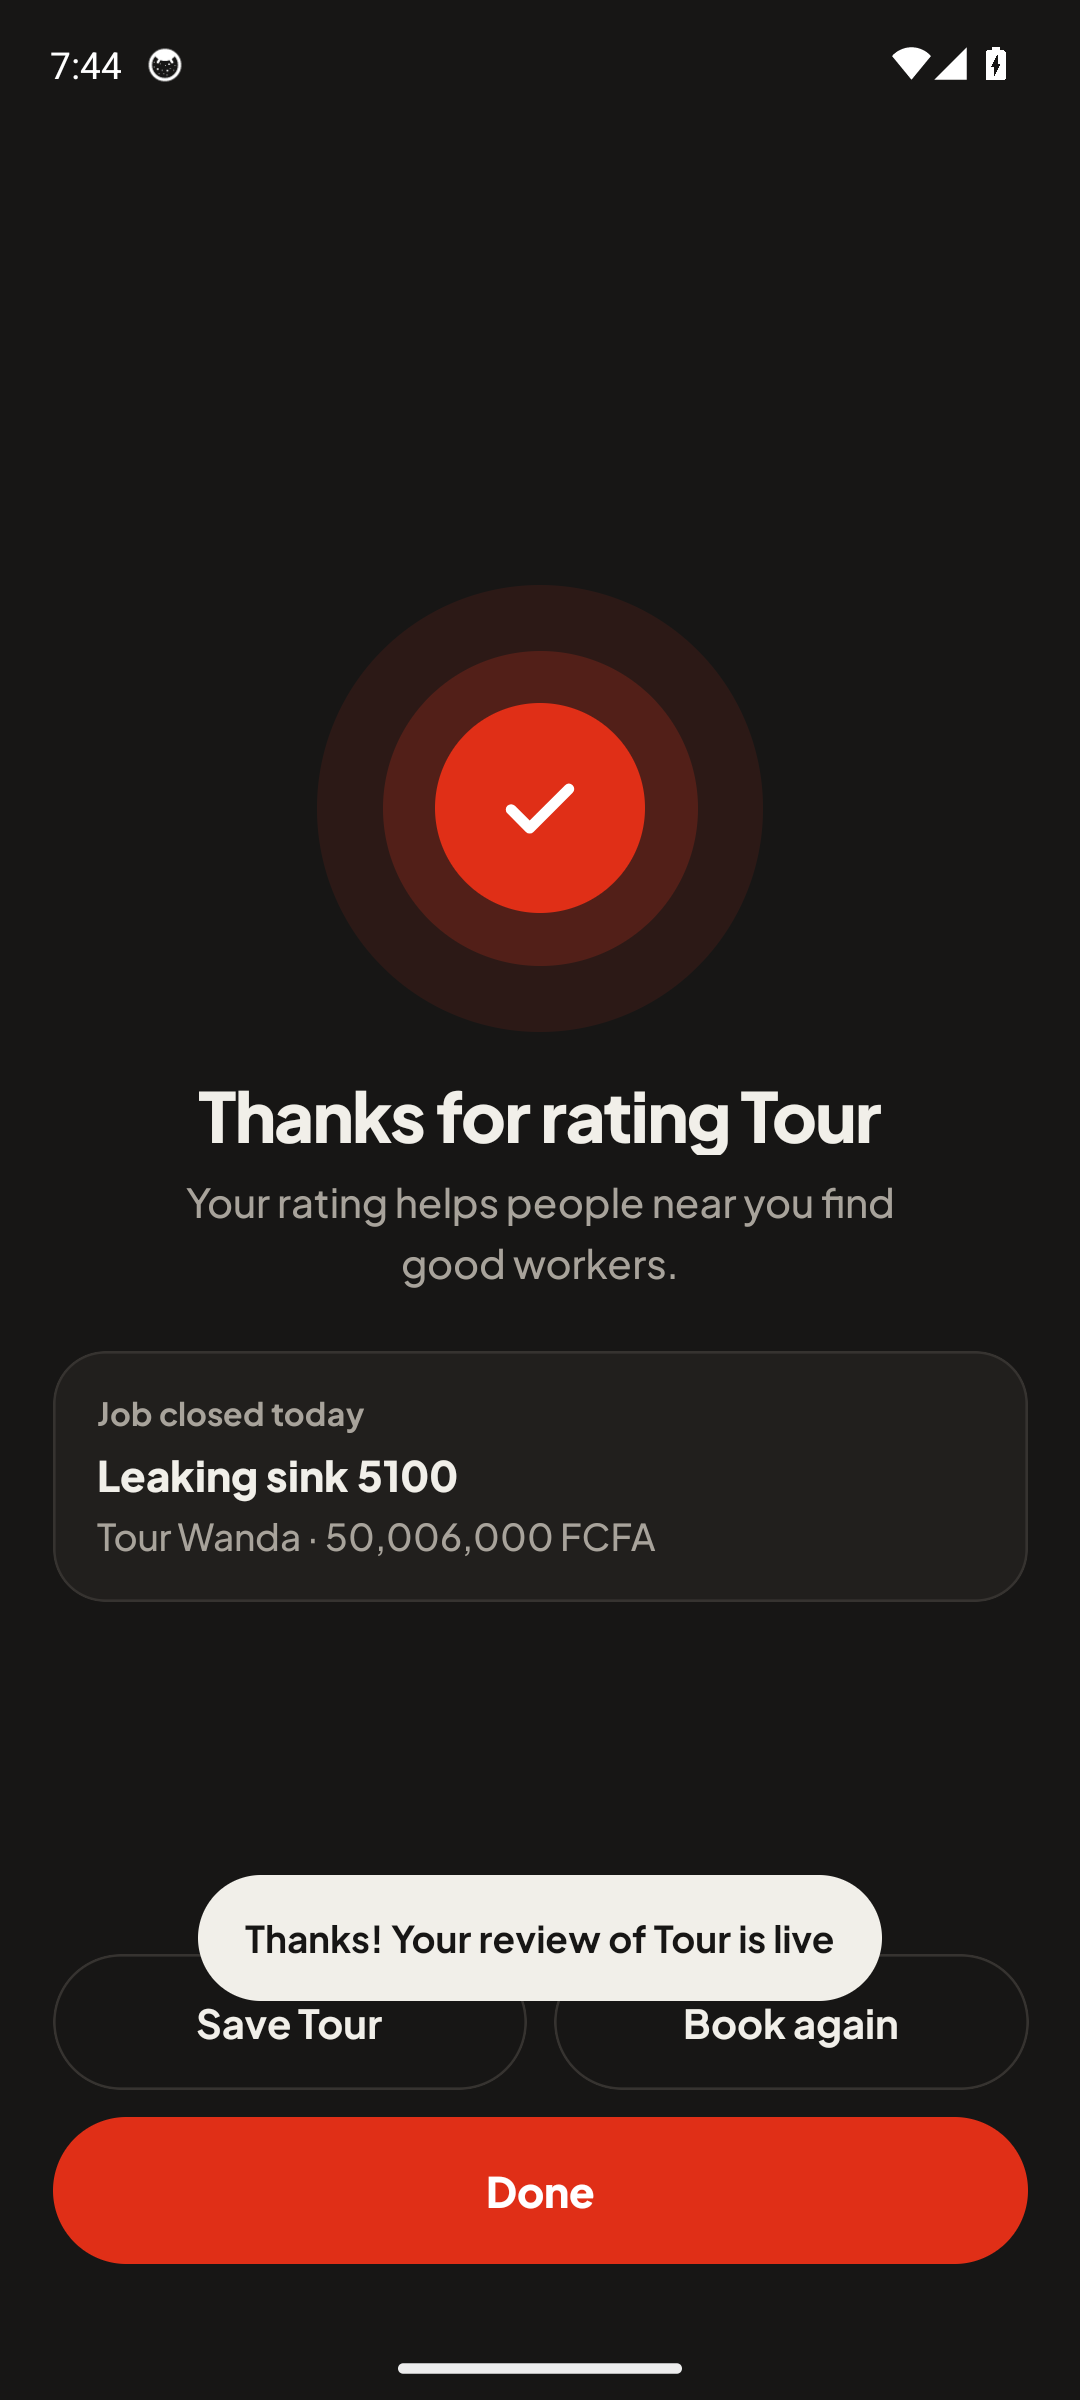 7:44
Thanks for rating Tour
Your rating helps people near you find
good workers.
Job closed today
Leaking sink 5100
Tour Wanda · 50,006,000 FCFA
Thanks! Your review of Tour is live
Save Tour
Book again
Done